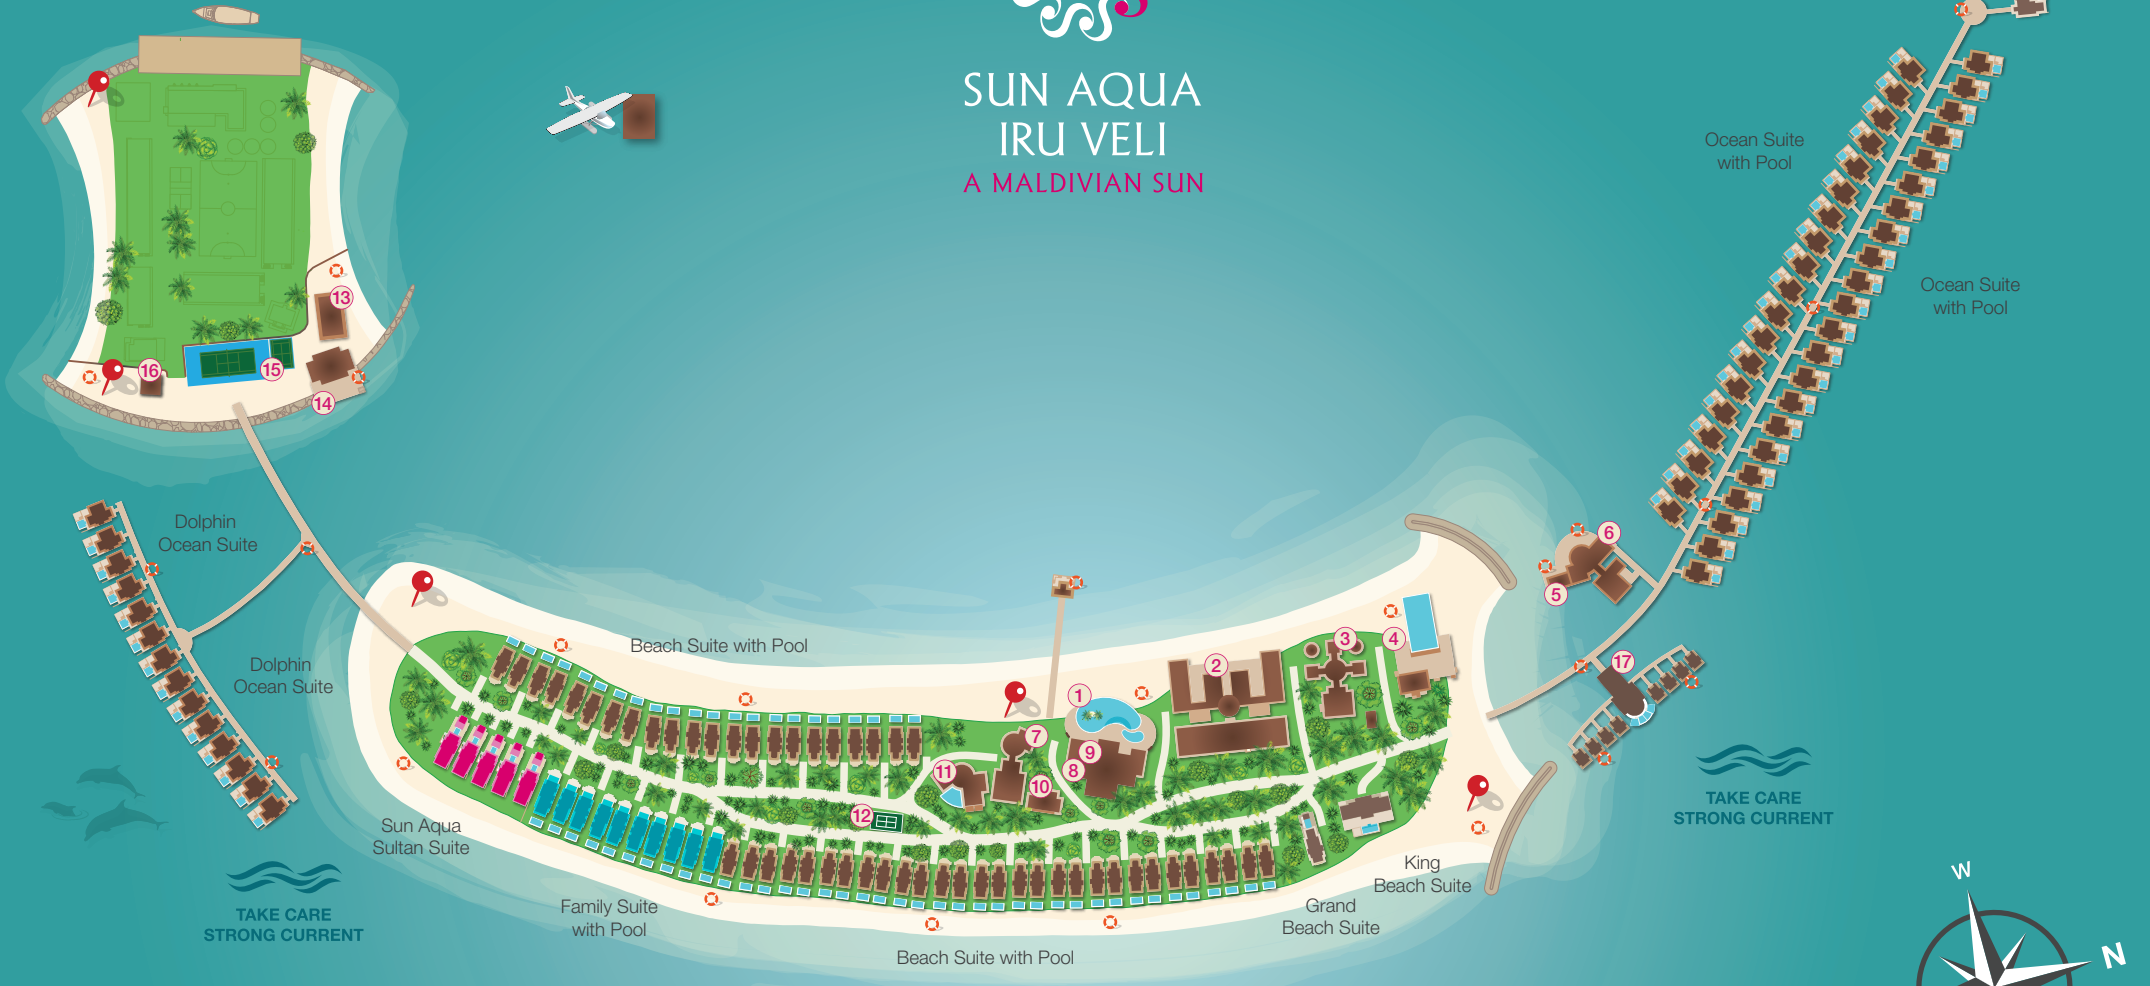 SUN AQUA
IRU VELI
A MALDIVIAN SUN
Ocean Suite
with Pool
Ocean Suite
with Pool
13
16
15
14
Dolphin
Ocean Suite
6
5
Beach Suite with Pool
3
4
2
17
Dolphin
Ocean Suite
1
7
9
8
11
10
12
TAKE CARE
STRONG CURRENT
Sun Aqua
Sultan Suite
King
Beach Suite
Family Suite
with Pool
Grand
Beach Suite
TAKE CARE
STRONG CURRENT
Beach Suite with Pool
W
N